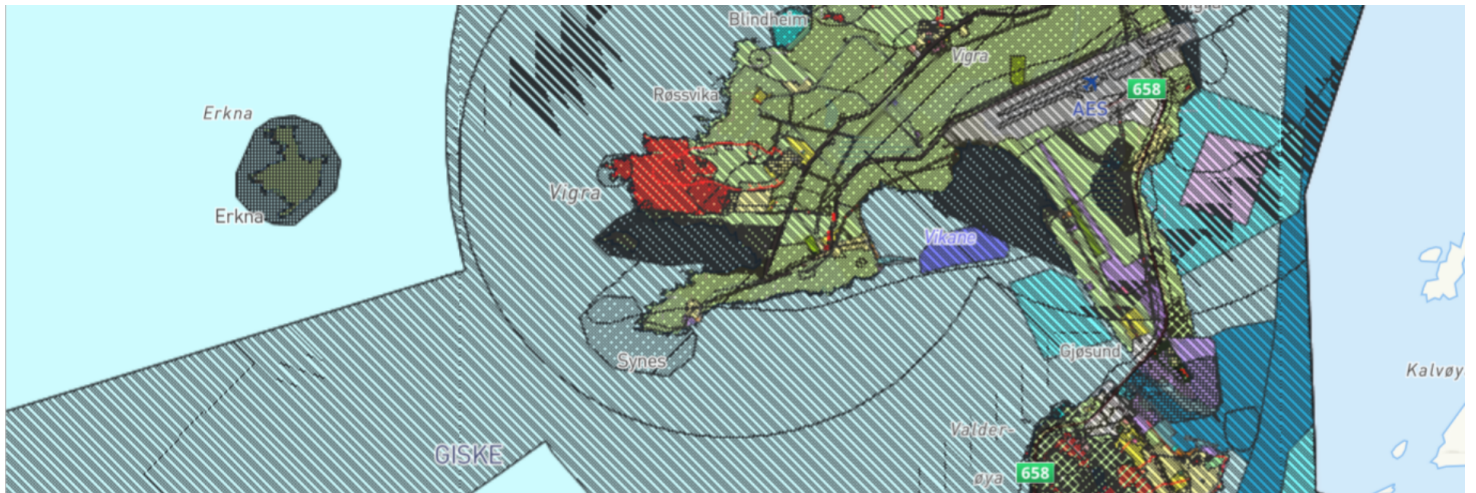 Blindheim
Vigra
Røssvika
658
AES
Erkna
Vigra
Erkna
Vikane
Synes
Gjøsund
Kalvøy
Valder-
øya
GISKE
658